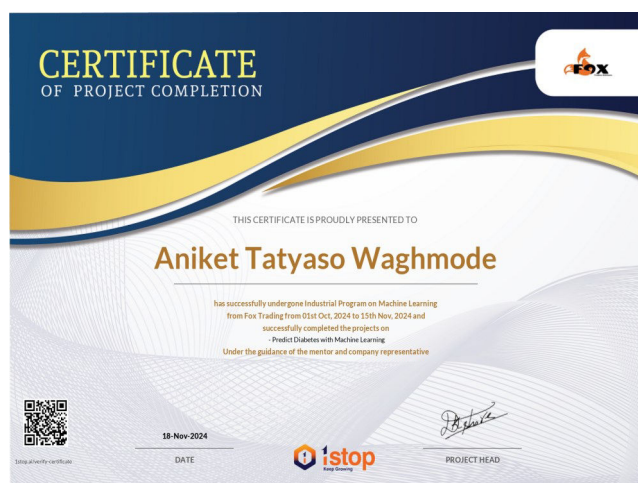 CERTIFICATE
OF PROJECT COMPLETION
FOX
THIS CERTIFICATE IS PROUDLY PRESENTED TO
Aniket Tatyaso Waghmode
has successfully undergone Industrial Program on Machine Learning
from Fox Trading from 01st Oct, 2024 to 15th Nov, 2024 and
successfully completed the projects on
- Predict Diabetes with Machine Learning
Under the guidance of the mentor and company representative
18-Nov-2024
DATE
1stop.ai/verify-certificate
1stop
Keep Growing
PROJECT HEAD